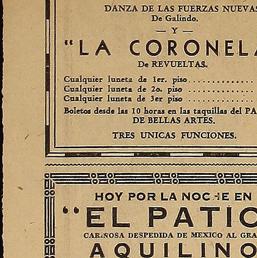 DANZA DE LAS FUERZAS NUEVAS
De Galindo.
— Y —
"LA CORONELA
De REVUELTAS.
Cualquier luneta de 1er. piso ..........
Cualquier luneta de 2o. piso ..........
Cualquier luneta de 3er piso ..........
Boletos desde las 10 horas en las taquillas del PA
DE BELLAS ARTES.
TRES UNICAS FUNCIONES.
HOY POR LA NOCHE EN
"EL PATIO
CARIÑOSA DESPEDIDA DE MEXICO AL GRA
AQUILINO